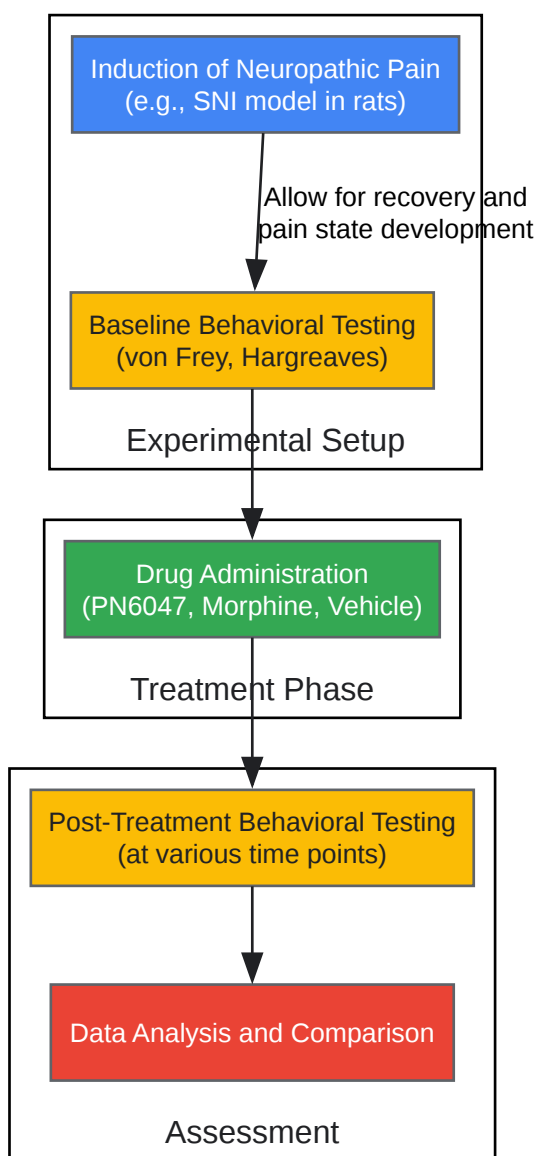 Induction of Neuropathic Pain
(e.g., SNI model in rats)
Allow for recovery and
pain state development
Baseline Behavioral Testing
(von Frey, Hargreaves)
Experimental Setup
Drug Administration
(PN6047, Morphine, Vehicle)
Treatment Phase
Post-Treatment Behavioral Testing
(at various time points)
Data Analysis and Comparison
Assessment